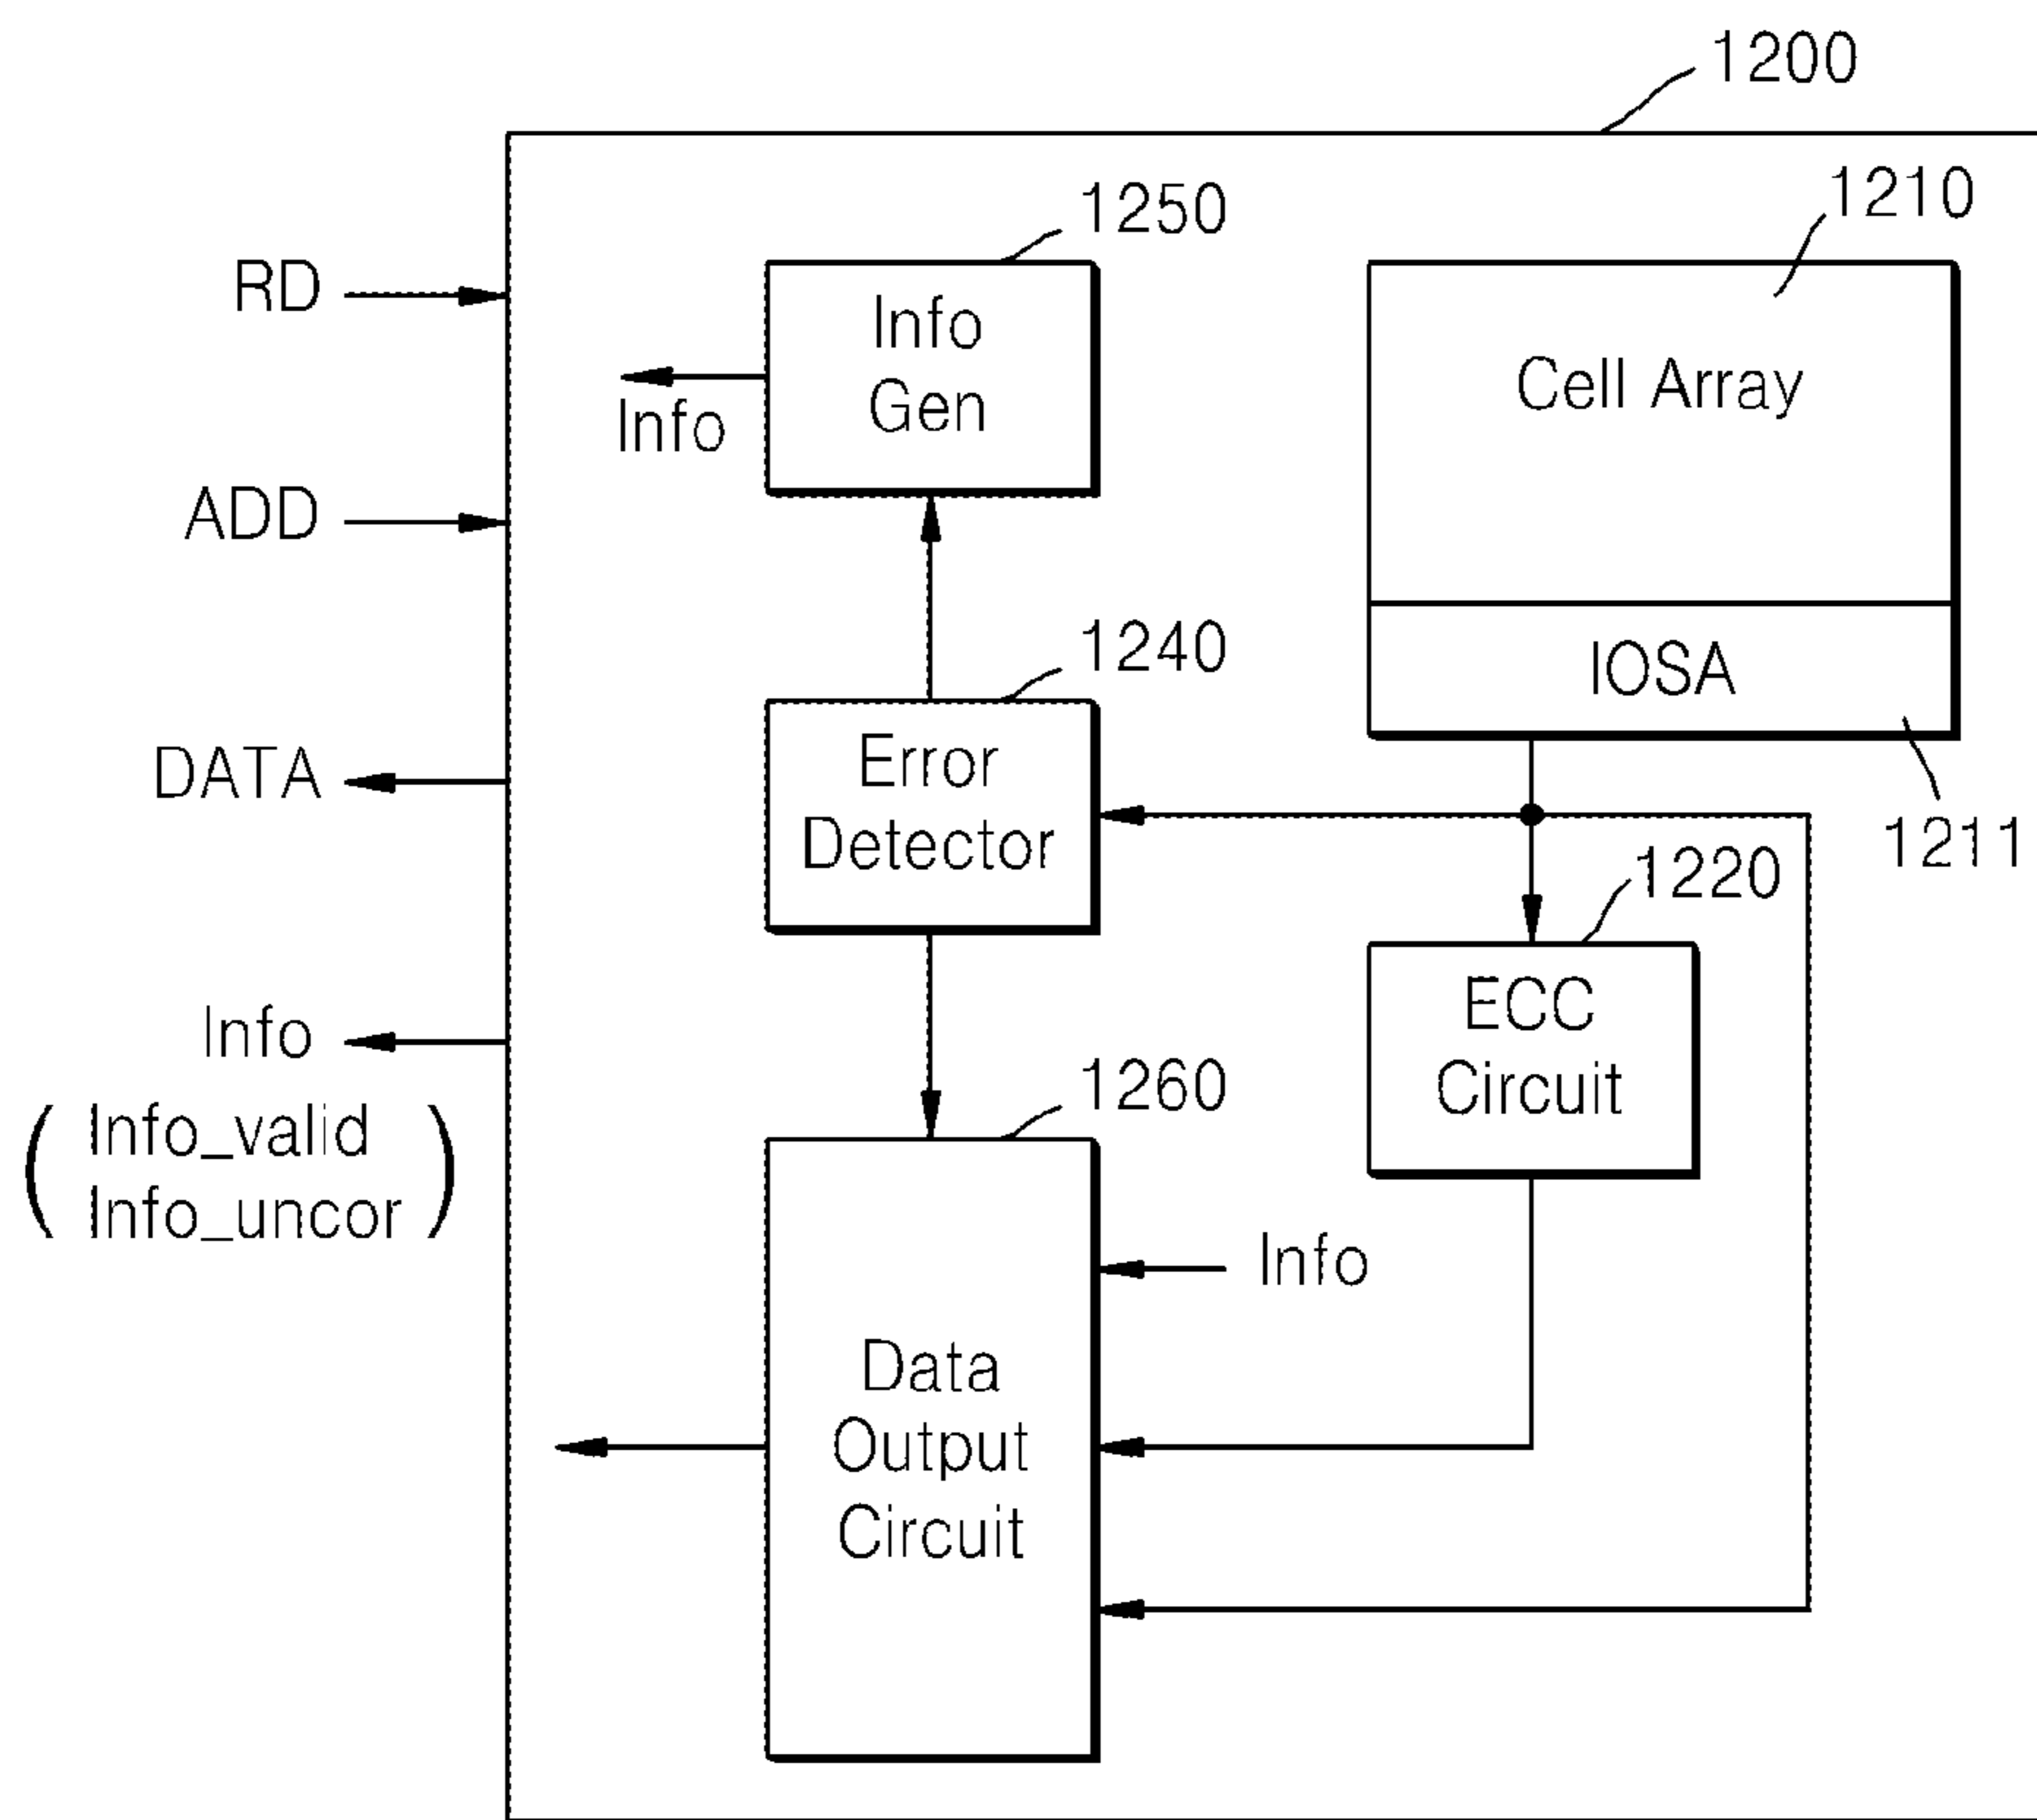 1200
1250
1210
RD
Info
Gen
Cell Array
Info
ADD
1240
IOSA
DATA
Error
Detector
1211
1220
Info
ECC
Circuit
1260
( Info_valid
Info_uncor )
Info
Data
Output
Circuit